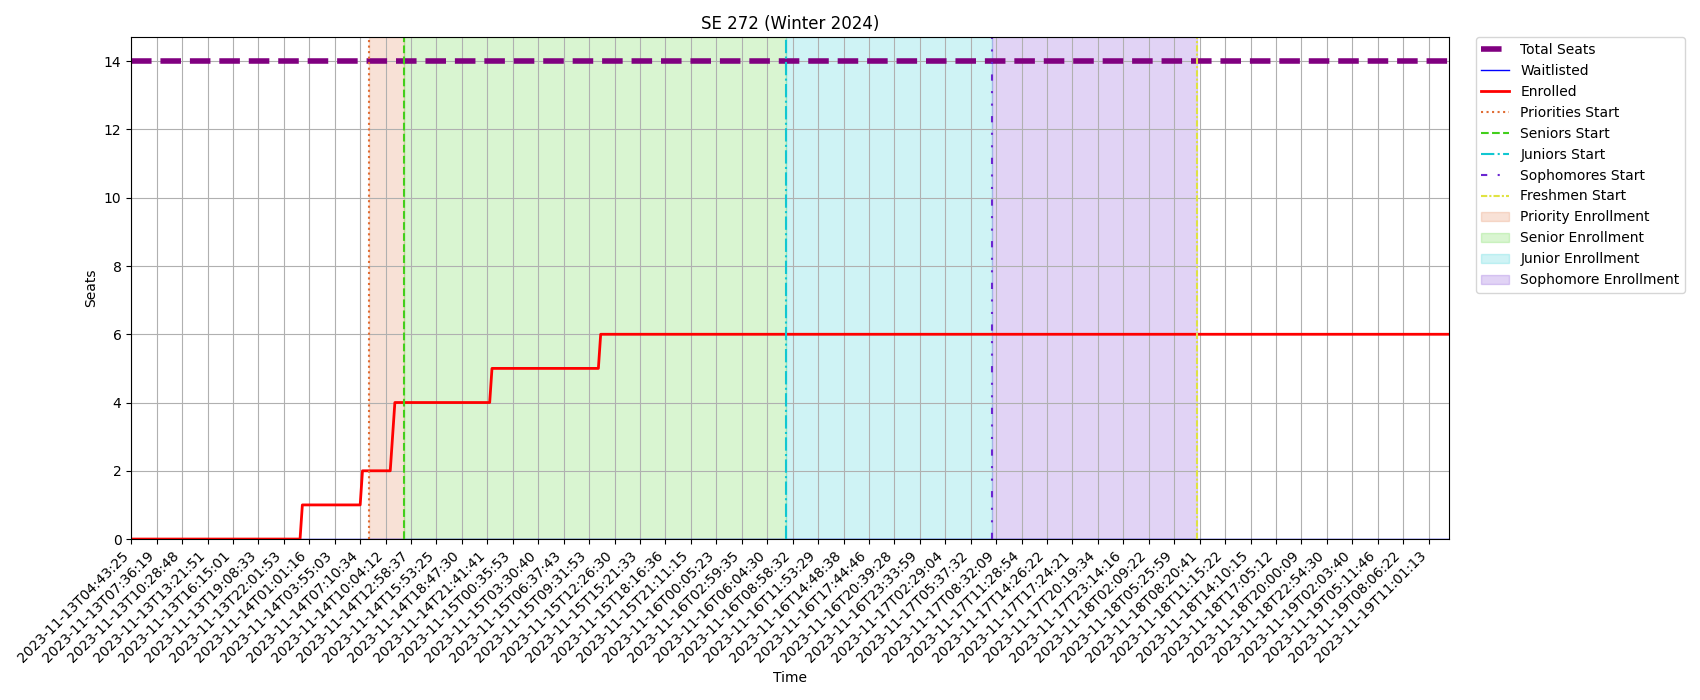 SE 272 (Winter 2024)
Seats
14
12
10
8
6
4
2
0
2023-11-13T04:43:25
2023-11-13T07:36:19
2023-11-13T10:28:48
2023-11-13T13:21:51
2023-11-13T16:15:01
2023-11-13T19:08:33
2023-11-13T22:01:53
2023-11-14T01:01:16
2023-11-14T03:55:03
2023-11-14T07:10:34
2023-11-14T10:04:12
2023-11-14T12:58:37
2023-11-14T15:53:25
2023-11-14T18:47:30
2023-11-14T21:41:41
2023-11-15T00:35:53
2023-11-15T03:30:40
2023-11-15T06:37:43
2023-11-15T09:31:53
2023-11-15T12:26:30
2023-11-15T15:21:33
2023-11-15T18:16:36
2023-11-15T21:11:15
2023-11-16T00:05:23
2023-11-16T02:59:35
2023-11-16T06:04:30
2023-11-16T08:58:32
2023-11-16T11:53:29
2023-11-16T14:48:38
2023-11-16T17:44:46
2023-11-16T20:39:28
2023-11-16T23:33:59
2023-11-17T02:29:04
2023-11-17T05:37:32
2023-11-17T08:32:09
2023-11-17T11:28:54
2023-11-17T14:26:22
2023-11-17T17:24:21
2023-11-17T20:19:34
2023-11-17T23:14:16
2023-11-18T02:09:22
2023-11-18T05:25:59
2023-11-18T08:20:41
2023-11-18T11:15:22
2023-11-18T14:10:15
2023-11-18T17:05:12
2023-11-18T20:00:09
2023-11-18T22:54:30
2023-11-19T02:03:40
2023-11-19T05:11:46
2023-11-19T08:06:22
2023-11-19T11:01:13
Time
Total Seats
Waitlisted
Enrolled
Priorities Start
Seniors Start
Juniors Start
Sophomores Start
Freshmen Start
Priority Enrollment
Senior Enrollment
Junior Enrollment
Sophomore Enrollment